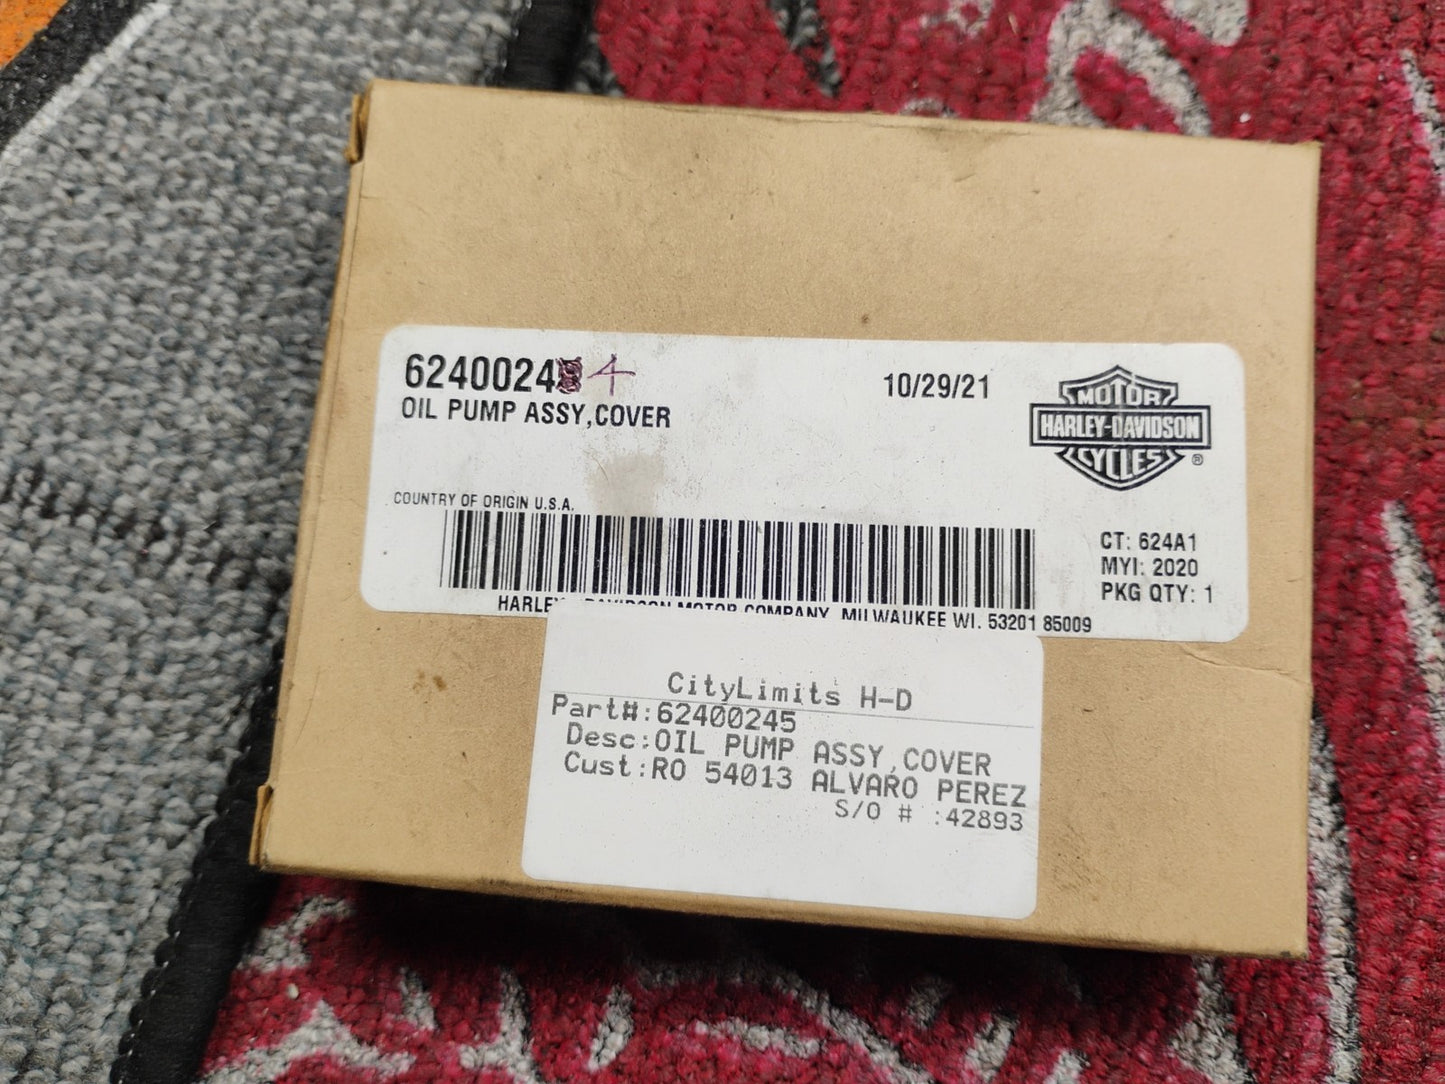 6240024 4
10/29/21
OIL PUMP ASSY,COVER
MOTOR
HARLEY-DAVIDSON
CYCLES
®
COUNTRY OF ORIGIN U.S.A.
CT: 624A1
MYI: 2020
PKG QTY: 1
HARLEY-DAVIDSON MOTOR COMPANY, MILWAUKEE WI. 53201 85009
CityLimits H-D
Part#:62400245
Desc:OIL PUMP ASSY,COVER
Cust:RO 54013 ALVARO PEREZ
S/O # :42893